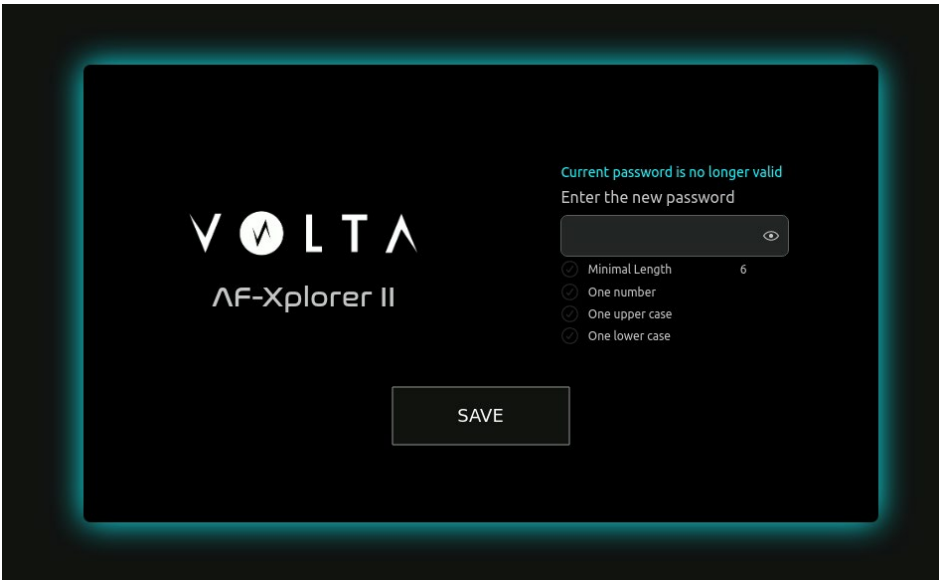 VOLTA
AF-Xplorer II
Current password is no longer valid
Enter the new password
Minimal Length 6
One number
One upper case
One lower case
SAVE